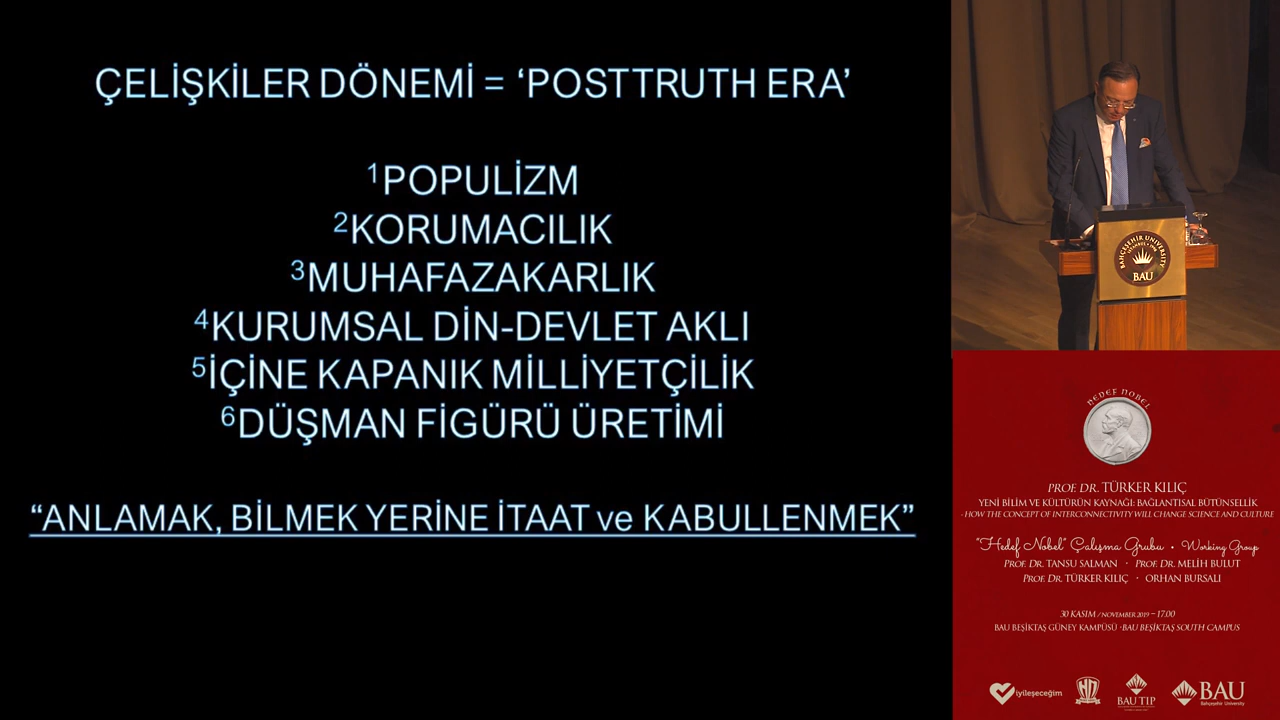 ÇELİŞKİLER DÖNEMİ = ‘POSTTRUTH ERA’
1POPULİZM
2KORUMACILIK
3MUHAFAZAKARLIK
4KURUMSAL DİN-DEVLET AKLI
5İÇİNE KAPANIK MİLLİYETÇİLİK
6DÜŞMAN FİGÜRÜ ÜRETİMİ
“ANLAMAK, BİLMEK YERİNE İTAAT ve KABULLENMEK”
BAHÇEŞEHİR UNIVERSITY
İSTANBUL 1998
BAU
HEDEF NOBEL
PROF. DR. TÜRKER KILIÇ
YENİ BİLİM VE KÜLTÜRÜN KAYNAĞI: BAĞLANTISAL BÜTÜNSELLİK
- HOW THE CONCEPT OF INTERCONNECTIVITY WILL CHANGE SCIENCE AND CULTURE
“Hedef Nobel” Çalışma Grubu • Working Group
PROF. DR. TANSU SALMAN • PROF. DR. MELİH BULUT
PROF. DR. TÜRKER KILIÇ • ORHAN BURSALI
30 KASIM / NOVEMBER 2019 – 17.00
BAU BEŞİKTAŞ GÜNEY KAMPÜSÜ - BAU BEŞİKTAŞ SOUTH CAMPUS
iyileşeceğim
BAU TIP
BAU
Bahçeşehir University